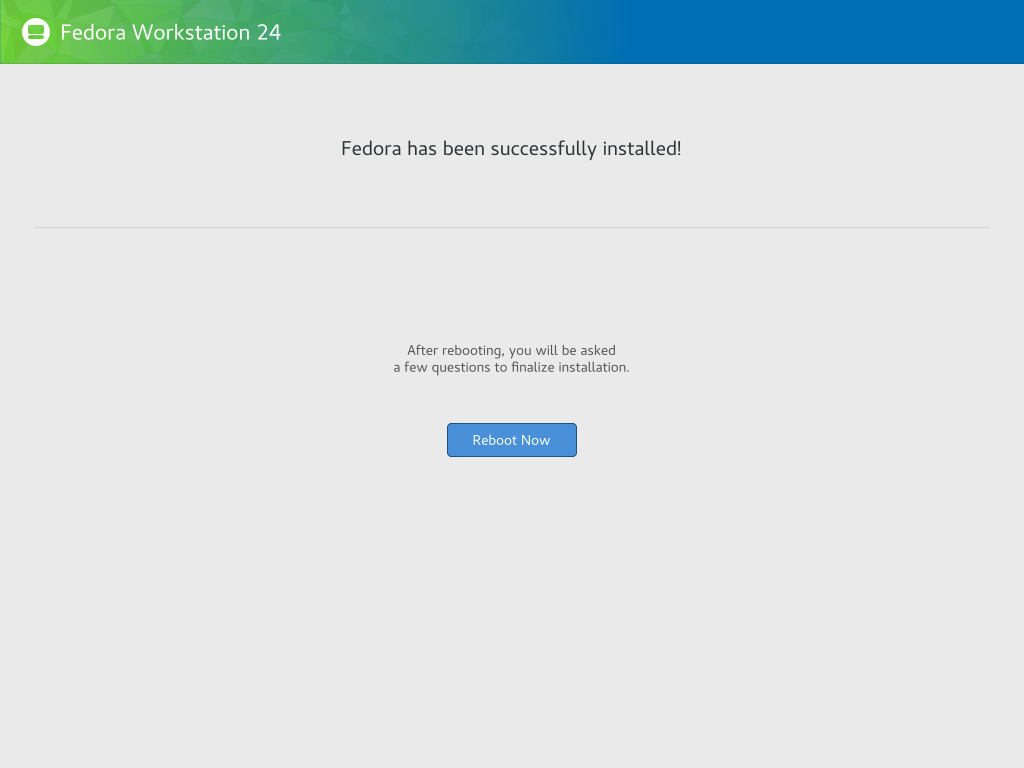 Fedora Workstation 24
Fedora has been successfully installed!
After rebooting, you will be asked
a few questions to finalize installation.
Reboot Now